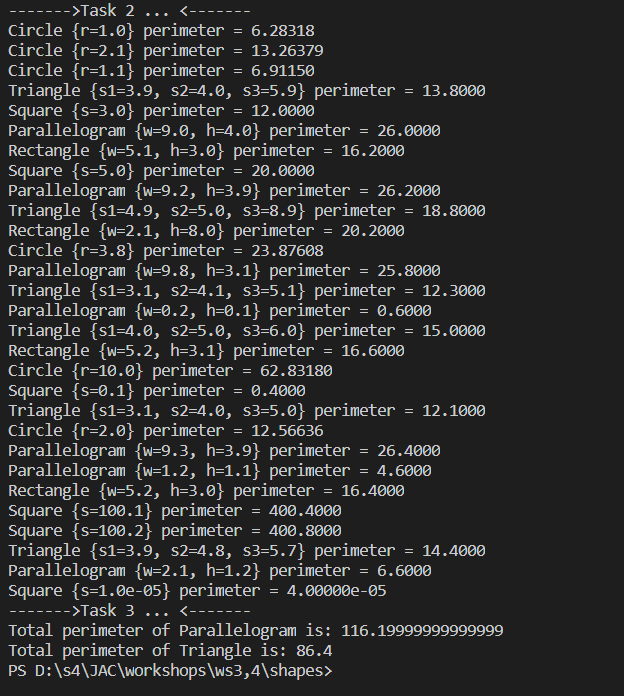 ------->Task 2 ... <-------
Circle {r=1.0} perimeter = 6.28318
Circle {r=2.1} perimeter = 13.26379
Circle {r=1.1} perimeter = 6.91150
Triangle {s1=3.9, s2=4.0, s3=5.9} perimeter = 13.8000
Square {s=3.0} perimeter = 12.0000
Parallelogram {w=9.0, h=4.0} perimeter = 26.0000
Rectangle {w=5.1, h=3.0} perimeter = 16.2000
Square {s=5.0} perimeter = 20.0000
Parallelogram {w=9.2, h=3.9} perimeter = 26.2000
Triangle {s1=4.9, s2=5.0, s3=8.9} perimeter = 18.8000
Rectangle {w=2.1, h=8.0} perimeter = 20.2000
Circle {r=3.8} perimeter = 23.87608
Parallelogram {w=9.8, h=3.1} perimeter = 25.8000
Triangle {s1=3.1, s2=4.1, s3=5.1} perimeter = 12.3000
Parallelogram {w=0.2, h=0.1} perimeter = 0.6000
Triangle {s1=4.0, s2=5.0, s3=6.0} perimeter = 15.0000
Rectangle {w=5.2, h=3.1} perimeter = 16.6000
Circle {r=10.0} perimeter = 62.83180
Square {s=0.1} perimeter = 0.4000
Triangle {s1=3.1, s2=4.0, s3=5.0} perimeter = 12.1000
Circle {r=2.0} perimeter = 12.56636
Parallelogram {w=9.3, h=3.9} perimeter = 26.4000
Parallelogram {w=1.2, h=1.1} perimeter = 4.6000
Rectangle {w=5.2, h=3.0} perimeter = 16.4000
Square {s=100.1} perimeter = 400.4000
Square {s=100.2} perimeter = 400.8000
Triangle {s1=3.9, s2=4.8, s3=5.7} perimeter = 14.4000
Parallelogram {w=2.1, h=1.2} perimeter = 6.6000
Square {s=1.0e-05} perimeter = 4.00000e-05
------->Task 3 ... <-------
Total perimeter of Parallelogram is: 116.19999999999999
Total perimeter of Triangle is: 86.4
PS D:\s4\JAC\workshops\ws3,4\shapes>